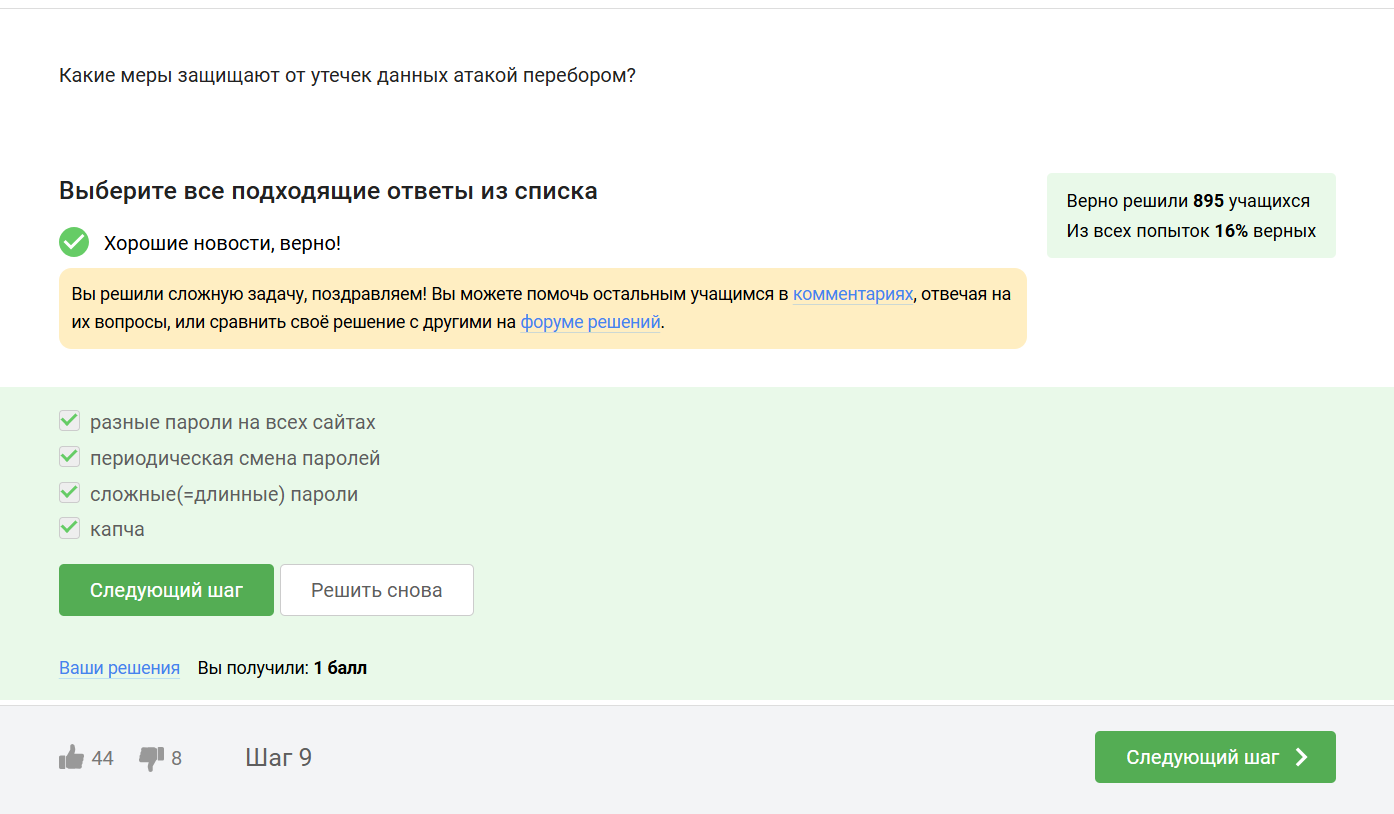 Какие меры защищают от утечек данных атакой перебором?
Выберите все подходящие ответы из списка
Верно решили 895 учащихся
Из всех попыток 16% верных
Хорошие новости, верно!
Вы решили сложную задачу, поздравляем! Вы можете помочь остальным учащимся в комментариях, отвечая на
их вопросы, или сравнить своё решение с другими на форуме решений.
разные пароли на всех сайтах
периодическая смена паролей
сложные(=длинные) пароли
капча
Следующий шаг
Решить снова
Ваши решения Вы получили: 1 балл
44 8 Шаг 9
Следующий шаг